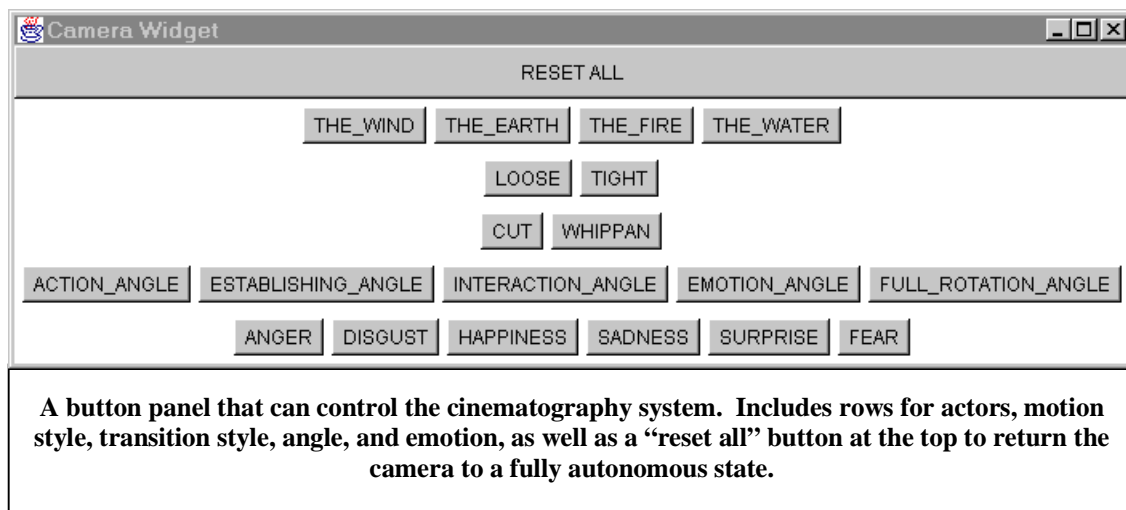 Camera Widget
RESET ALL
THE_WIND THE_EARTH THE_FIRE THE_WATER
LOOSE TIGHT
CUT WHIPPAN
ACTION_ANGLE ESTABLISHING_ANGLE INTERACTION_ANGLE EMOTION_ANGLE FULL_ROTATION_ANGLE
ANGER DISGUST HAPPINESS SADNESS SURPRISE FEAR
A button panel that can control the cinematography system. Includes rows for actors, motion
style, transition style, angle, and emotion, as well as a “reset all” button at the top to return the
camera to a fully autonomous state.